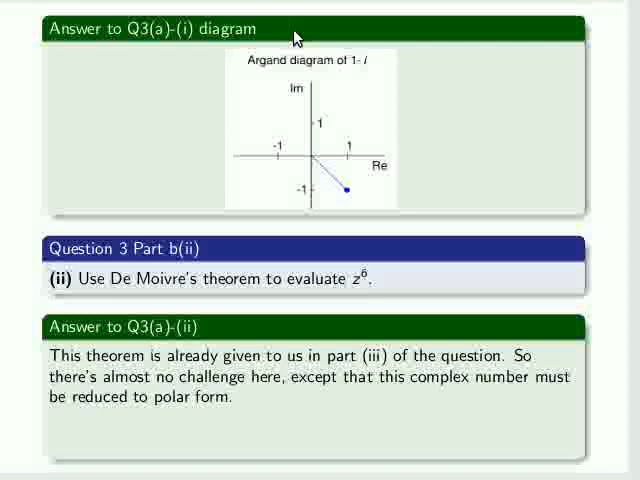 Answer to Q3(a)-(i) diagram
Argand diagram of 1- i
Im
1
-1 1
Re
-1
Question 3 Part b(ii)
(ii) Use De Moivre's theorem to evaluate z⁶.
Answer to Q3(a)-(ii)
This theorem is already given to us in part (iii) of the question. So
there's almost no challenge here, except that this complex number must
be reduced to polar form.